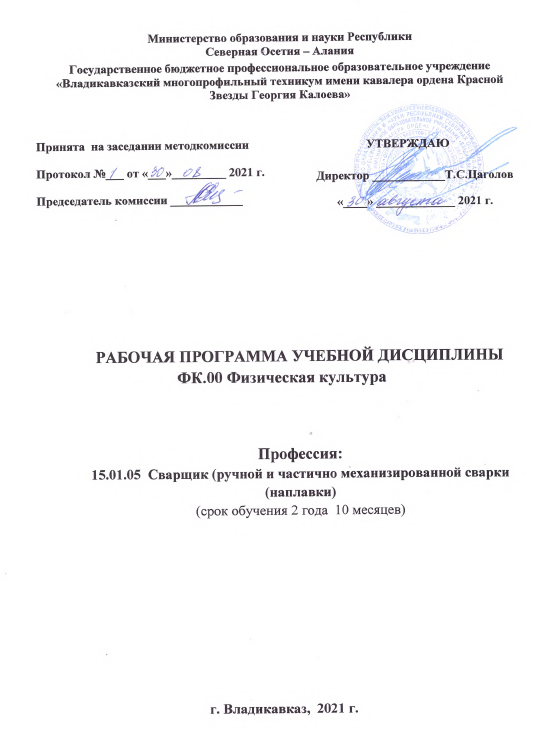 Министерство образования и науки Республики
Северная Осетия – Алания
Государственное бюджетное профессиональное образовательное учреждение
«Владикавказский многопрофильный техникум имени кавалера ордена Красной
Звезды Георгия Калоева»
Принята на заседании методкомиссии
УТВЕРЖДАЮ
Протокол № 1 от «30» 08 2021 г.
Директор Т.С.Цаголов
Председатель комиссии
«30» августа 2021 г.
РАБОЧАЯ ПРОГРАММА УЧЕБНОЙ ДИСЦИПЛИНЫ
ФК.00 Физическая культура
Профессия:
15.01.05 Сварщик (ручной и частично механизированной сварки
(наплавки)
(срок обучения 2 года 10 месяцев)
г. Владикавказ, 2021 г.